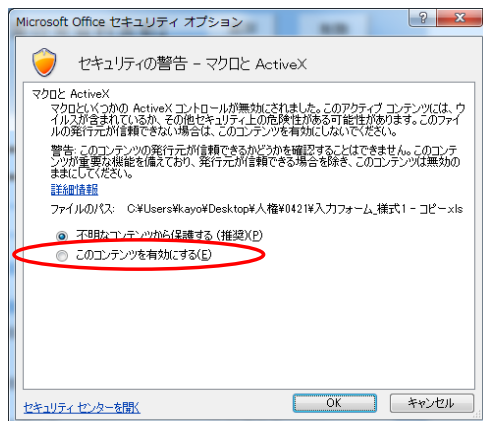 Microsoft Office セキュリティ オプション
セキュリティの警告 - マクロと ActiveX
マクロと ActiveX
マクロといくつかの ActiveX コントロールが無効にされました。このアクティブ コンテンツには、ウ
イルスが含まれているか、その他セキュリティ上の危険性がある可能性があります。このファイ
ルの発行元が信頼できない場合は、このコンテンツを有効にしないでください。
警告: このコンテンツの発行元が信頼できるかどうかを確認することはできません。このコンテ
ンツが重要な機能を備えており、発行元が信頼できる場合を除き、このコンテンツは無効の
ままにしてください。
詳細情報
ファイルのパス: C:¥Users¥kayo¥Desktop¥人権¥0421¥入力フォーム_様式1 - コピー.xls
不明なコンテンツから保護する (推奨)(P)
このコンテンツを有効にする(E)
セキュリティ センターを開く
OK
キャンセル